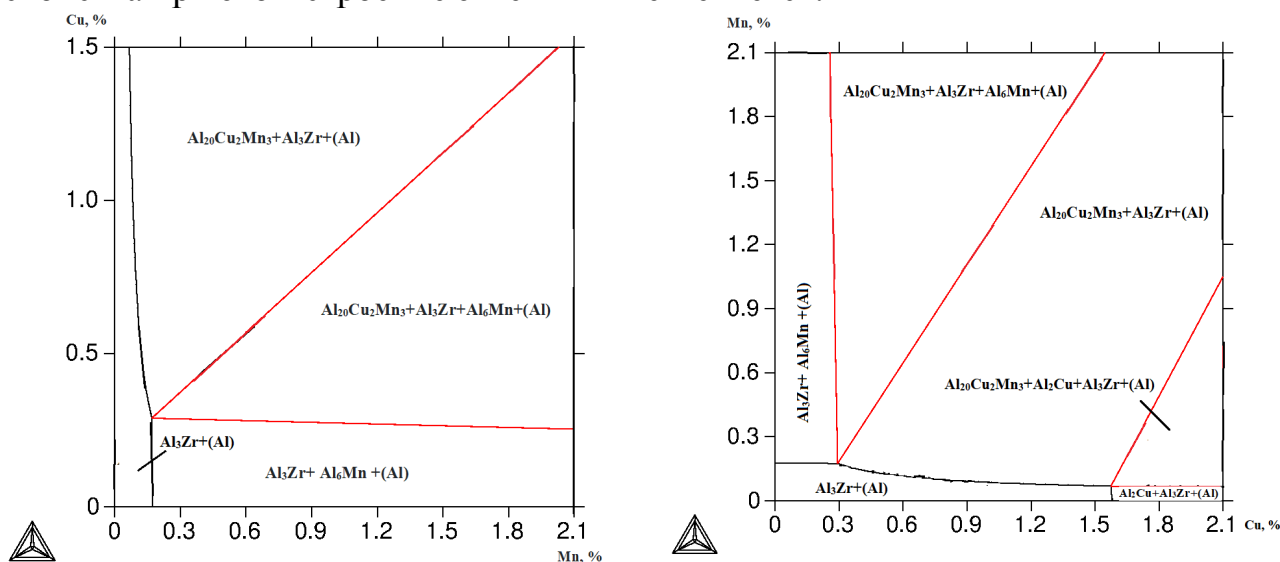 Cu, %
1.5
1.0
0.5
0
Al₂₀Cu₂Mn₃+Al₃Zr+(Al)
Al₂₀Cu₂Mn₃+Al₃Zr+Al₆Mn+(Al)
Al₃Zr+(Al)
Al₃Zr+ Al₆Mn +(Al)
0 0.3 0.6 0.9 1.2 1.5 1.8 2.1
Mn, %
Mn, %
2.1
1.8
1.5
1.2
0.9
0.6
0.3
0
Al₂₀Cu₂Mn₃+Al₃Zr+Al₆Mn+(Al)
Al₂₀Cu₂Mn₃+Al₃Zr+(Al)
Al₃Zr+ Al₆Mn +(Al)
Al₂₀Cu₂Mn₃+Al₂Cu+Al₃Zr+(Al)
Al₃Zr+(Al)
Al₂Cu+Al₃Zr+(Al)
0 0.3 0.6 0.9 1.2 1.5 1.8 2.1 Cu, %